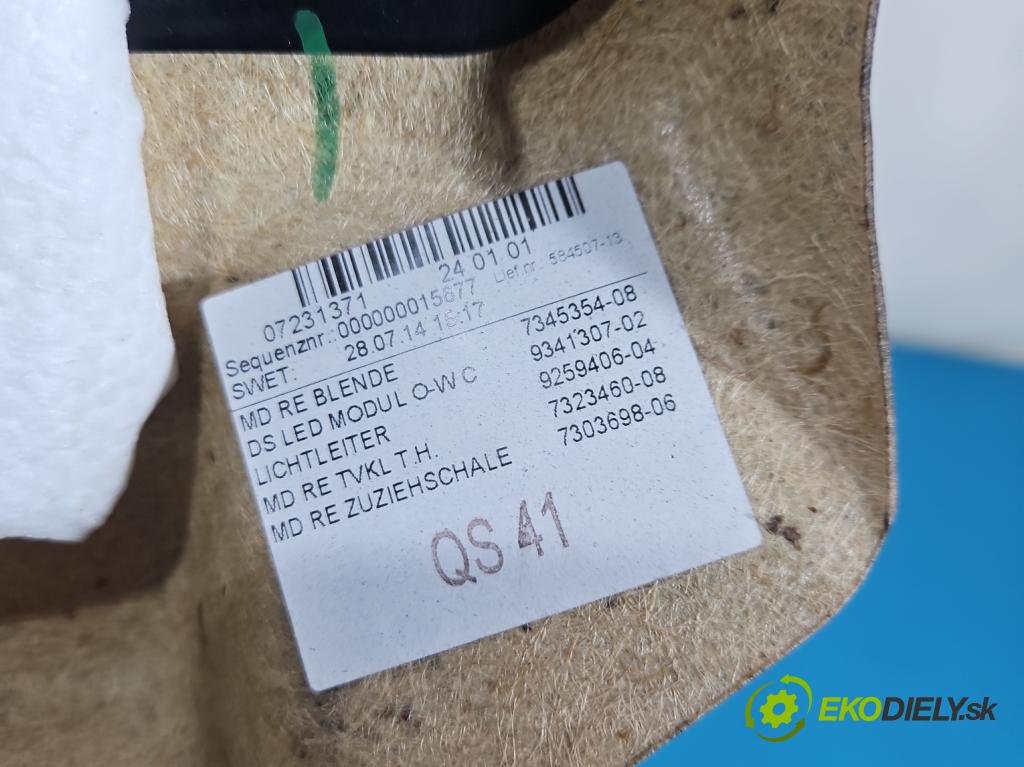 07231371 24 01 01
Sequenznr.:000000015677 Lief.nr.: 584507-13
SWET: 28.07.14 16:17
MD RE BLENDE 7345354-08
DS LED MODUL O-W C 9341307-02
LICHTLEITER 9259406-04
MD RE TVKL T.H. 7323460-08
MD RE ZUZIEHSCHALE 7303698-06
QS 41
EKODIELY.sk